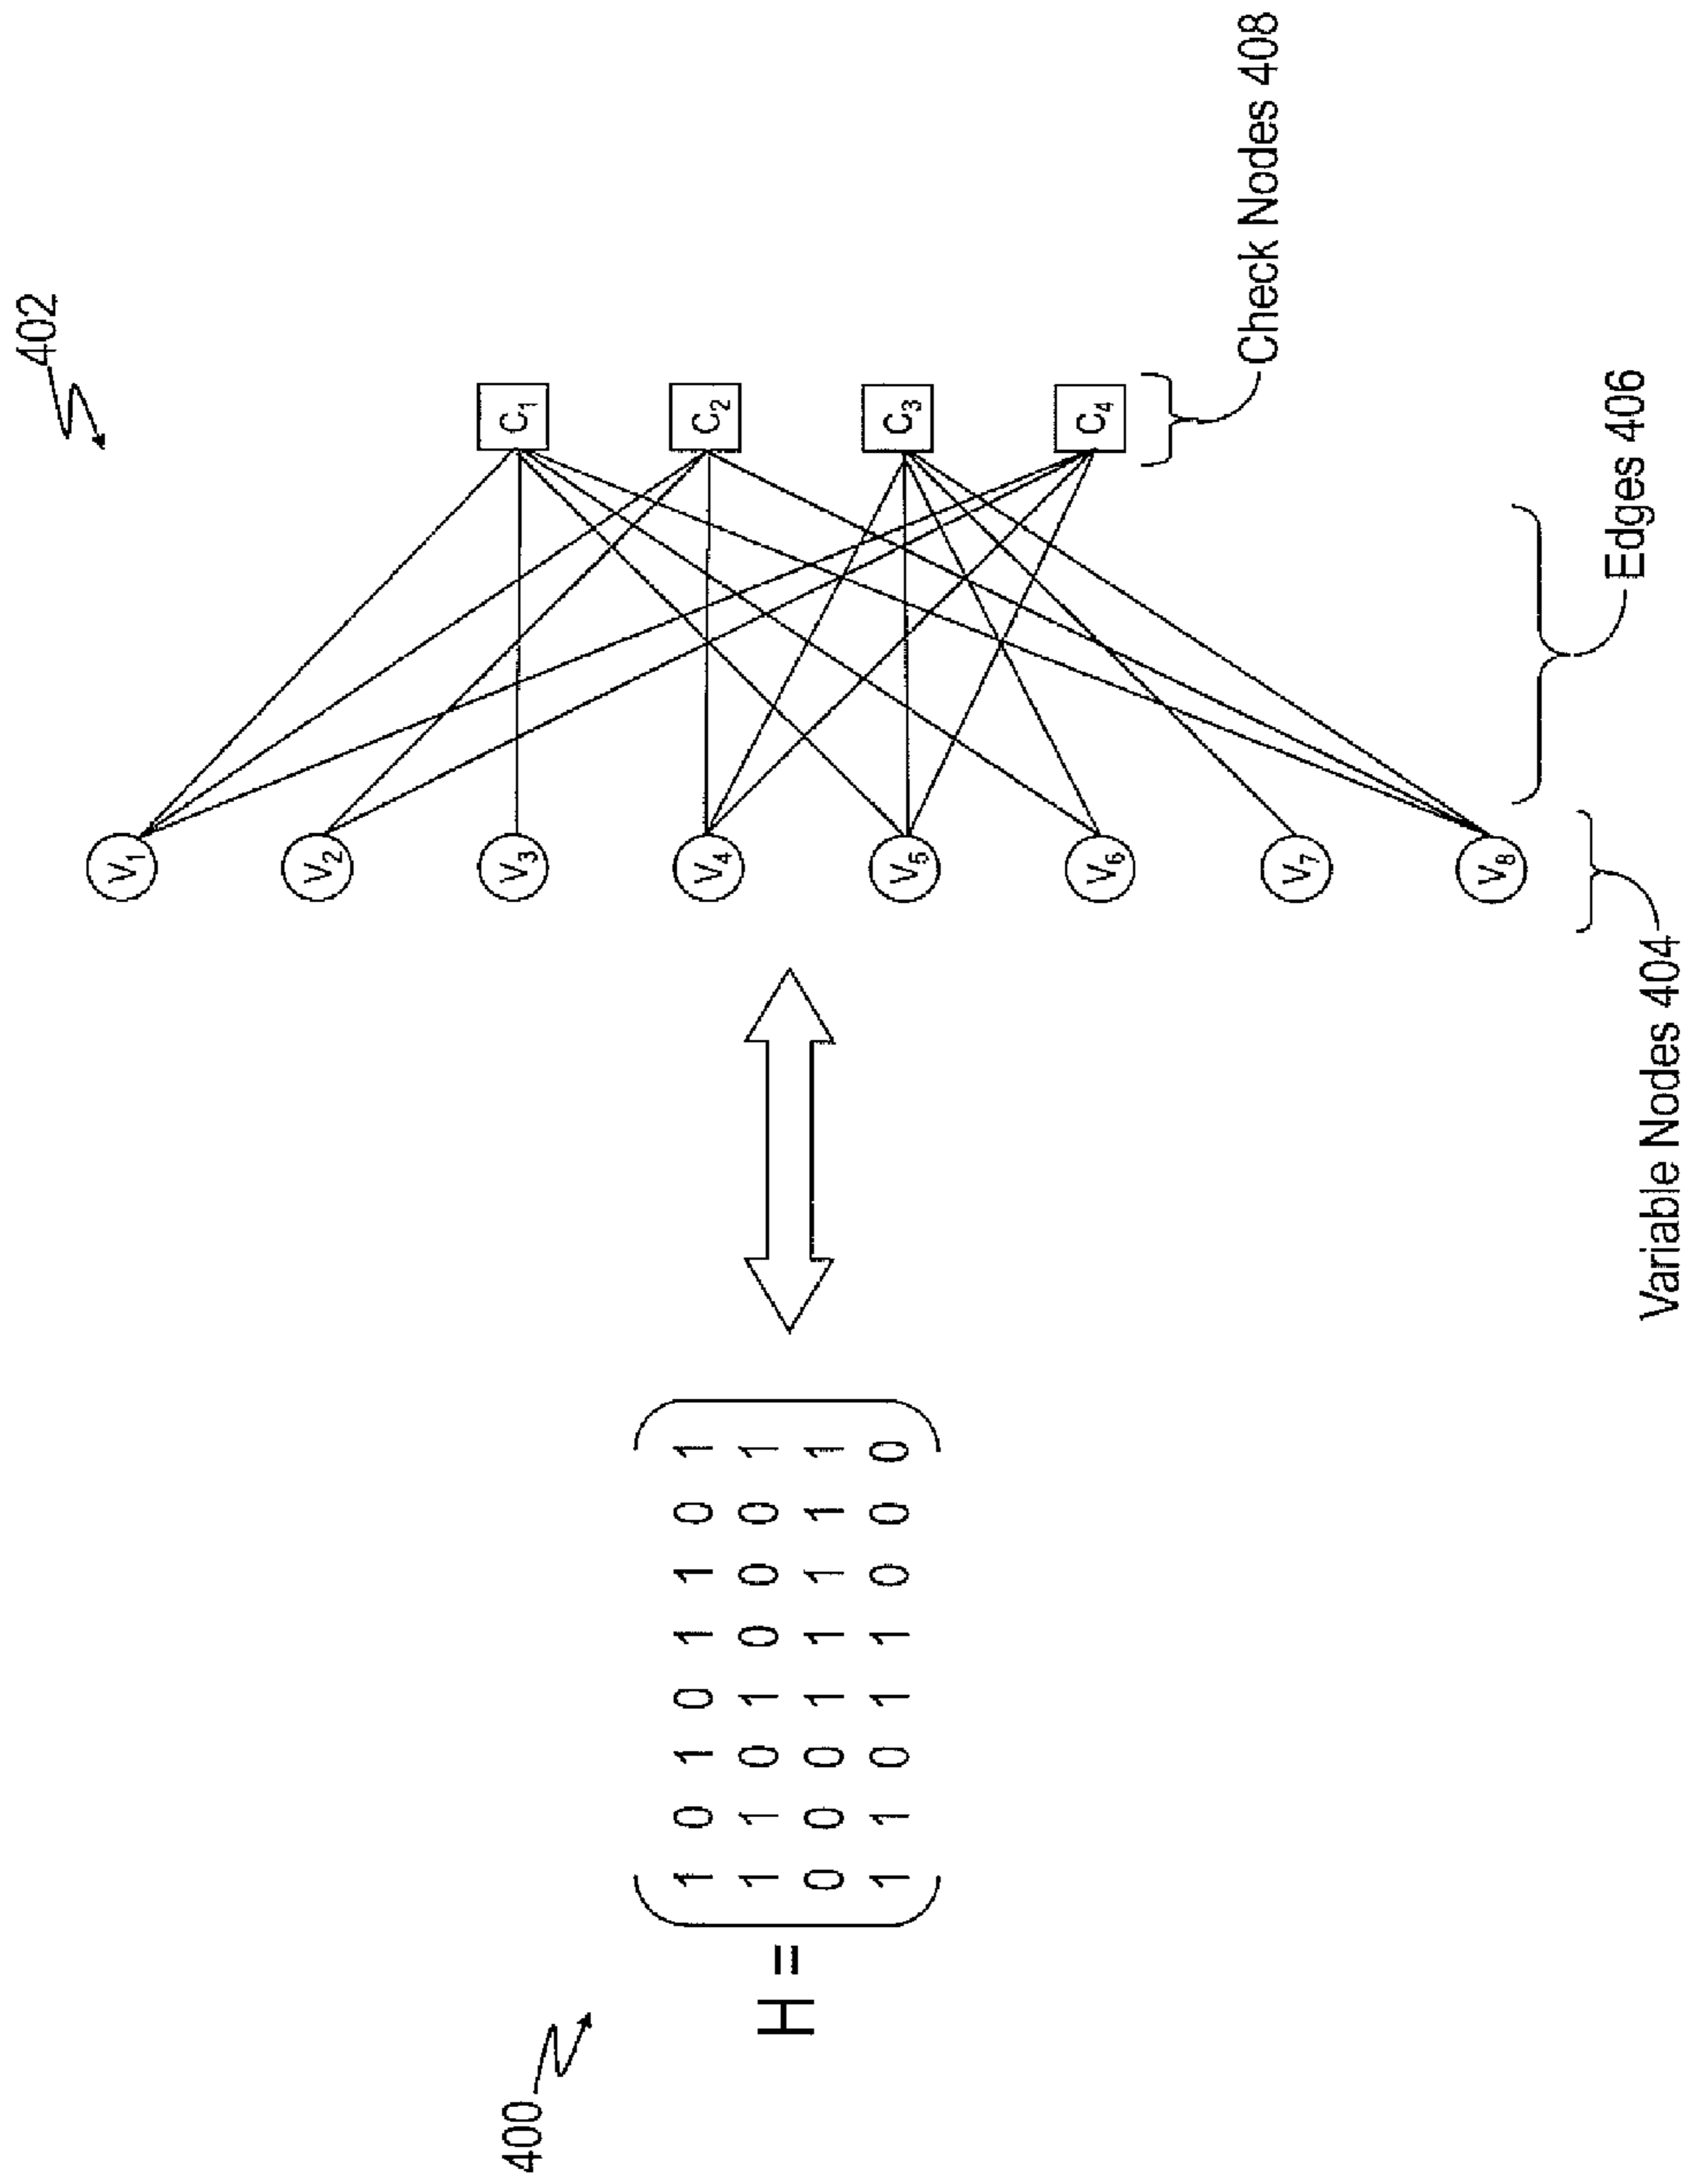 402
400
H =
1 0 1 0 1 1 0 1
1 1 0 1 0 0 0 1
0 0 0 1 1 1 1 1
1 1 0 1 1 0 0 0
V₁
V₂
V₃
V₄
V₅
V₆
V₇
V₈
C₁
C₂
C₃
C₄
Check Nodes 408
Edges 406
Variable Nodes 404